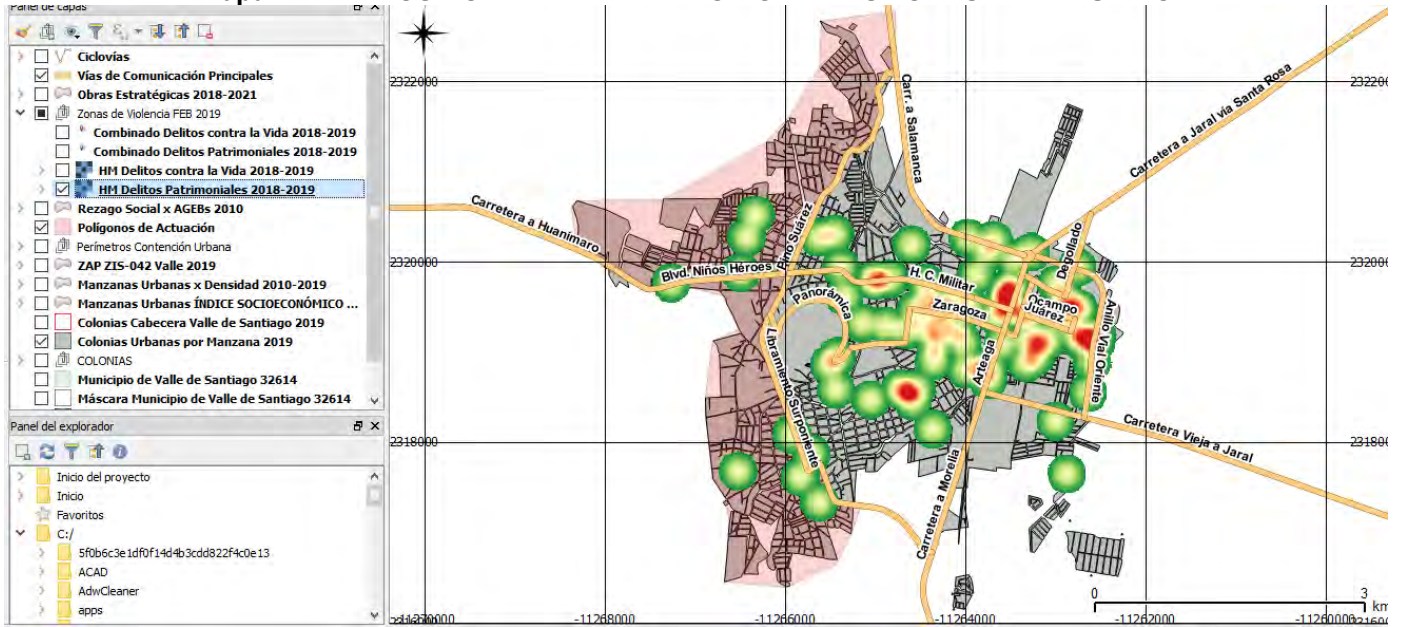 Panel de capas
Ciclovías
Vías de Comunicación Principales
Obras Estratégicas 2018-2021
Zonas de Violencia FEB 2019
Combinado Delitos contra la Vida 2018-2019
Combinado Delitos Patrimoniales 2018-2019
HM Delitos contra la Vida 2018-2019
HM Delitos Patrimoniales 2018-2019
Rezago Social x AGEBs 2010
Polígonos de Actuación
Perímetros Contención Urbana
ZAP ZIS-042 Valle 2019
Manzanas Urbanas x Densidad 2010-2019
Manzanas Urbanas ÍNDICE SOCIOECONÓMICO ...
Colonias Cabecera Valle de Santiago 2019
Colonias Urbanas por Manzana 2019
COLONIAS
Municipio de Valle de Santiago 32614
Máscara Municipio de Valle de Santiago 32614
Panel del explorador
Inicio del proyecto
Inicio
Favoritos
C:/
5f0b6c3e1df0f14d4b3cdd822f4c0e13
ACAD
AdwCleaner
apps
2322000
Carr. a Salamanca
Carretera a Jaral vía Santa Rosa
Carretera a Huanímaro
Pino Suárez
Degollado
2320000
Blvd. Niños Héroes
H. C. Militar
Panorámica
Zaragoza
Ocampo
Juárez
Anillo Vial Oriente
Libramiento Surponiente
Arteaga
2318000
Carretera Vieja a Jaral
Carretera a Morelia
0
3
km
-11268000
-11266000
-11264000
-11262000
-11260000